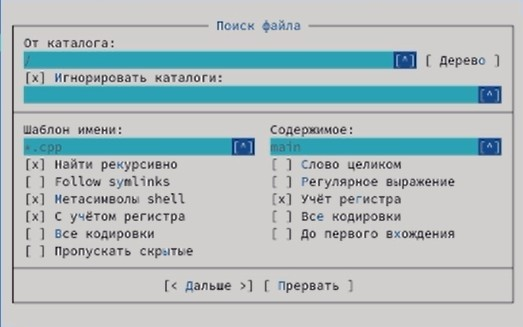 Поиск файла
От каталога:
/ [^] [ Дерево ]
[x] Игнорировать каталоги:
[^]
Шаблон имени:
*.cpp [^]
[x] Найти рекурсивно
[ ] Follow symlinks
[x] Метасимволы shell
[x] С учётом регистра
[ ] Все кодировки
[ ] Пропускать скрытые
Содержимое:
main [^]
[ ] Слово целиком
[ ] Регулярное выражение
[x] Учёт регистра
[ ] Все кодировки
[ ] До первого вхождения
[< Дальше >] [ Прервать ]